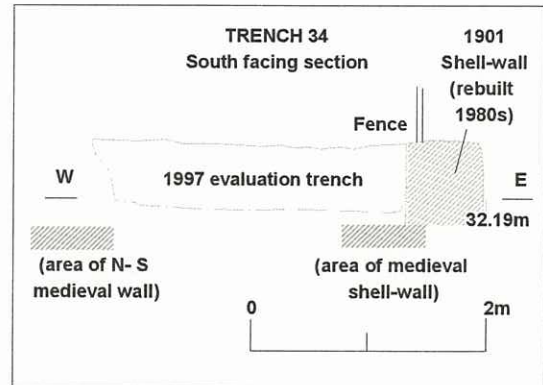 TRENCH 34
South facing section
1901
Shell-wall
(rebuilt
1980s)
Fence
W
1997 evaluation trench
E
32.19m
(area of N- S
medieval wall)
(area of medieval
shell-wall)
0
2m